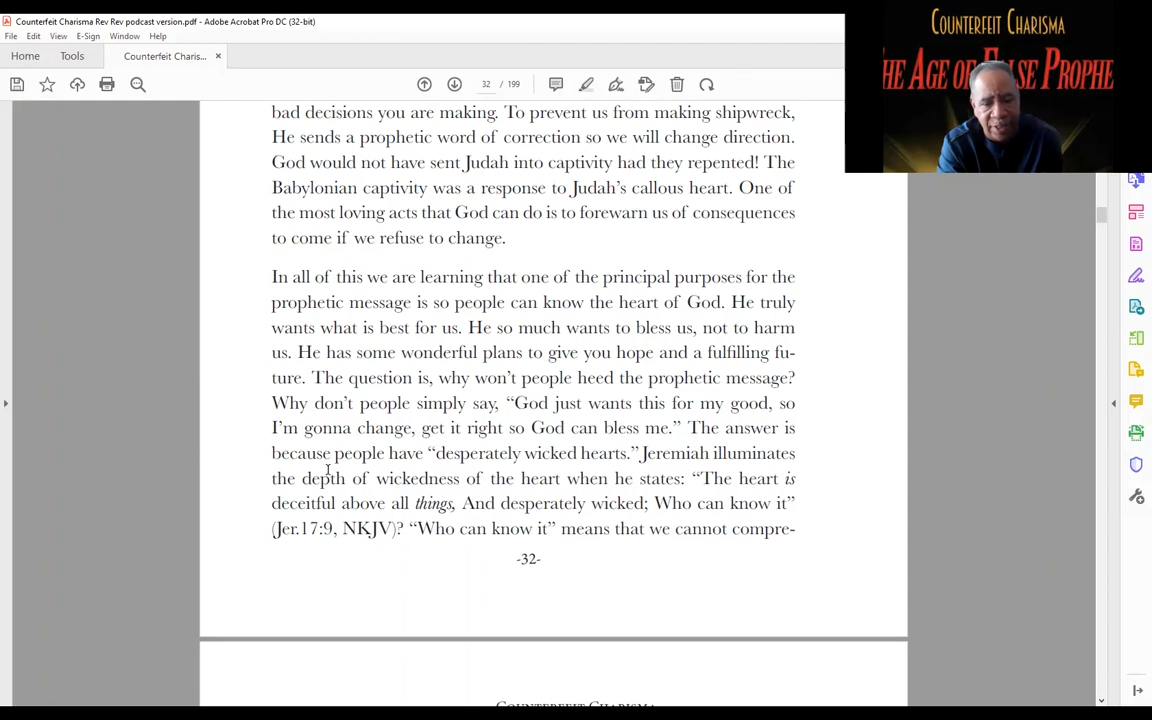 Counterfeit Charisma Rev Rev podcast version.pdf - Adobe Acrobat Pro DC (32-bit)
File Edit View E-Sign Window Help
Home Tools Counterfeit Charis... ×
32 / 199
COUNTERFEIT CHARISMA
HE AGE OF FALSE PROPHE
bad decisions you are making. To prevent us from making shipwreck,
He sends a prophetic word of correction so we will change direction.
God would not have sent Judah into captivity had they repented! The
Babylonian captivity was a response to Judah’s callous heart. One of
the most loving acts that God can do is to forewarn us of consequences
to come if we refuse to change.
In all of this we are learning that one of the principal purposes for the
prophetic message is so people can know the heart of God. He truly
wants what is best for us. He so much wants to bless us, not to harm
us. He has some wonderful plans to give you hope and a fulfilling fu-
ture. The question is, why won’t people heed the prophetic message?
Why don’t people simply say, “God just wants this for my good, so
I’m gonna change, get it right so God can bless me.” The answer is
because people have “desperately wicked hearts.” Jeremiah illuminates
the depth of wickedness of the heart when he states: “The heart is
deceitful above all things, And desperately wicked; Who can know it”
(Jer.17:9, NKJV)? “Who can know it” means that we cannot compre-
-32-
COUNTERFEIT CHARISMA